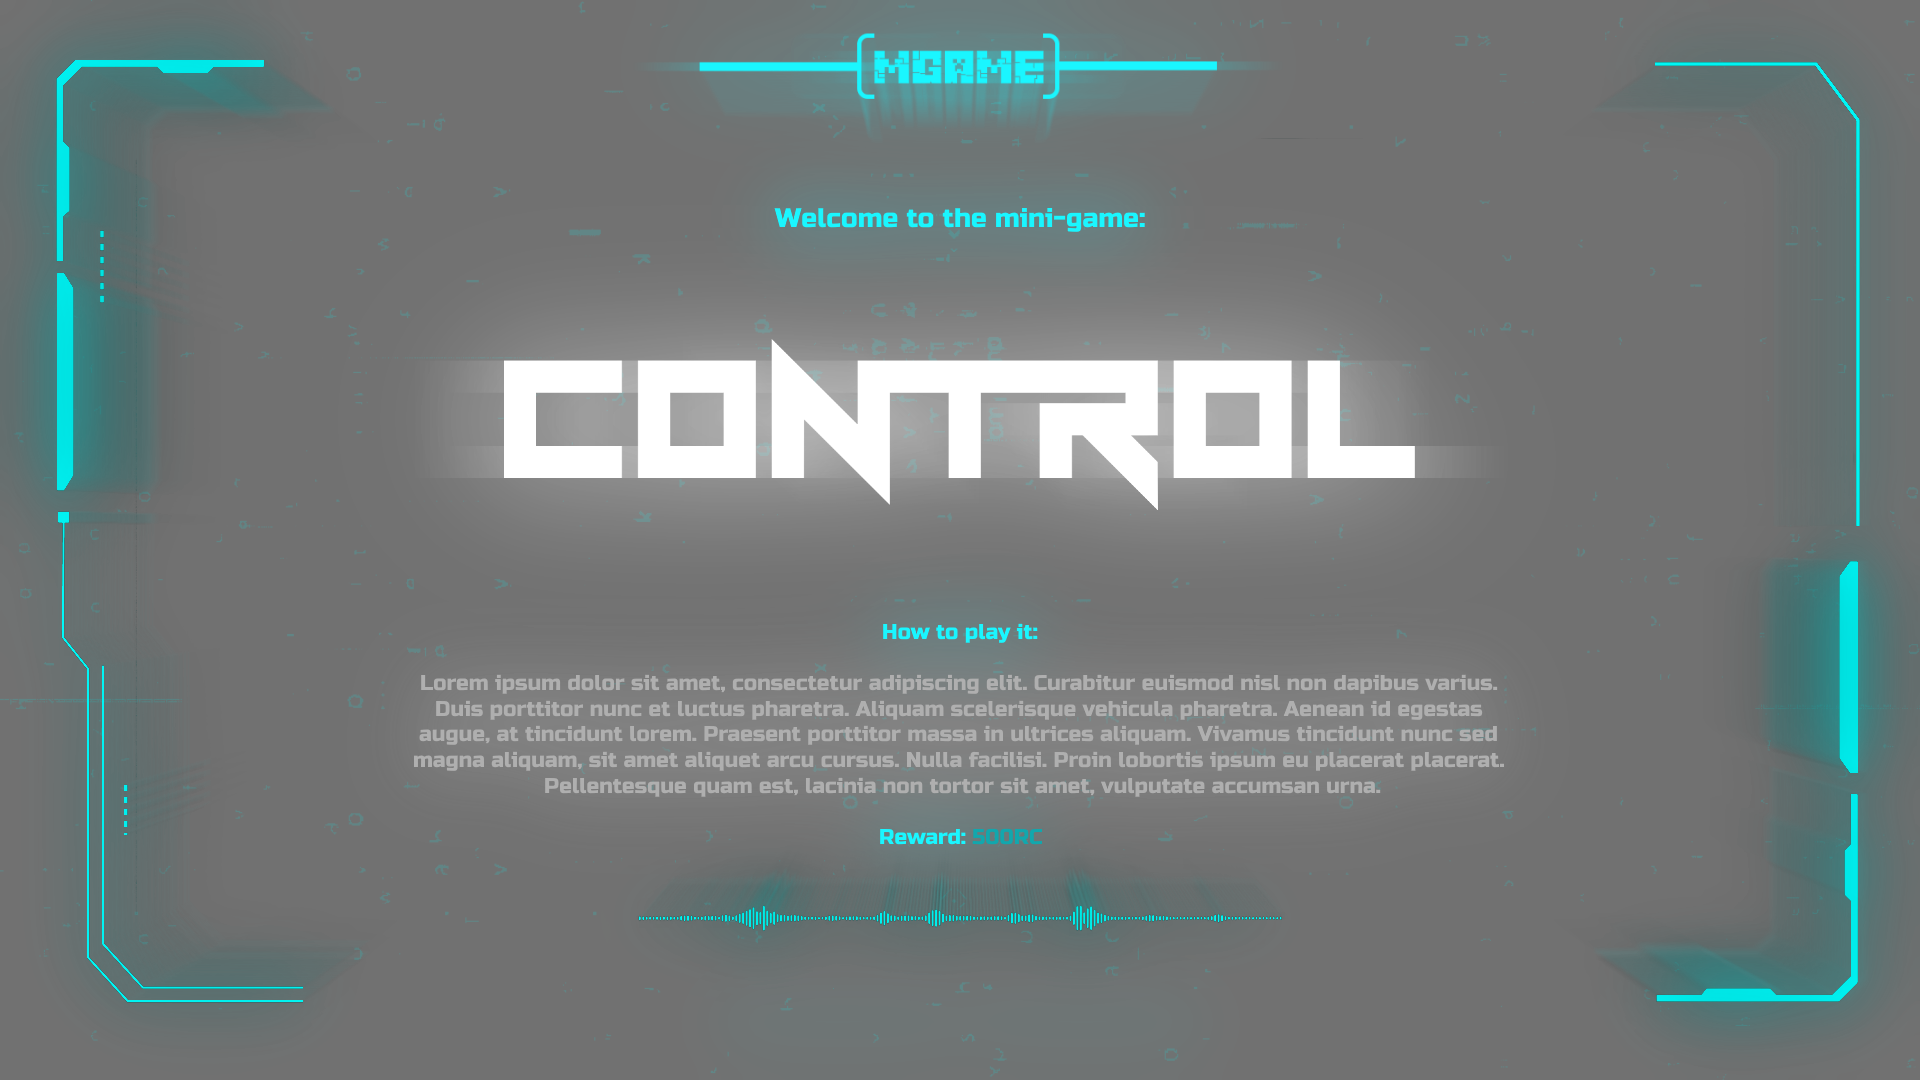 MGAME
Welcome to the mini-game:
CONTROL
How to play it:
Lorem ipsum dolor sit amet, consectetur adipiscing elit. Curabitur euismod nisl non dapibus varius.
Duis porttitor nunc et luctus pharetra. Aliquam scelerisque vehicula pharetra. Aenean id egestas
augue, at tincidunt lorem. Praesent porttitor massa in ultrices aliquam. Vivamus tincidunt nunc sed
magna aliquam, sit amet aliquet arcu cursus. Nulla facilisi. Proin lobortis ipsum eu placerat placerat.
Pellentesque quam est, lacinia non tortor sit amet, vulputate accumsan urna.
Reward: 500RC